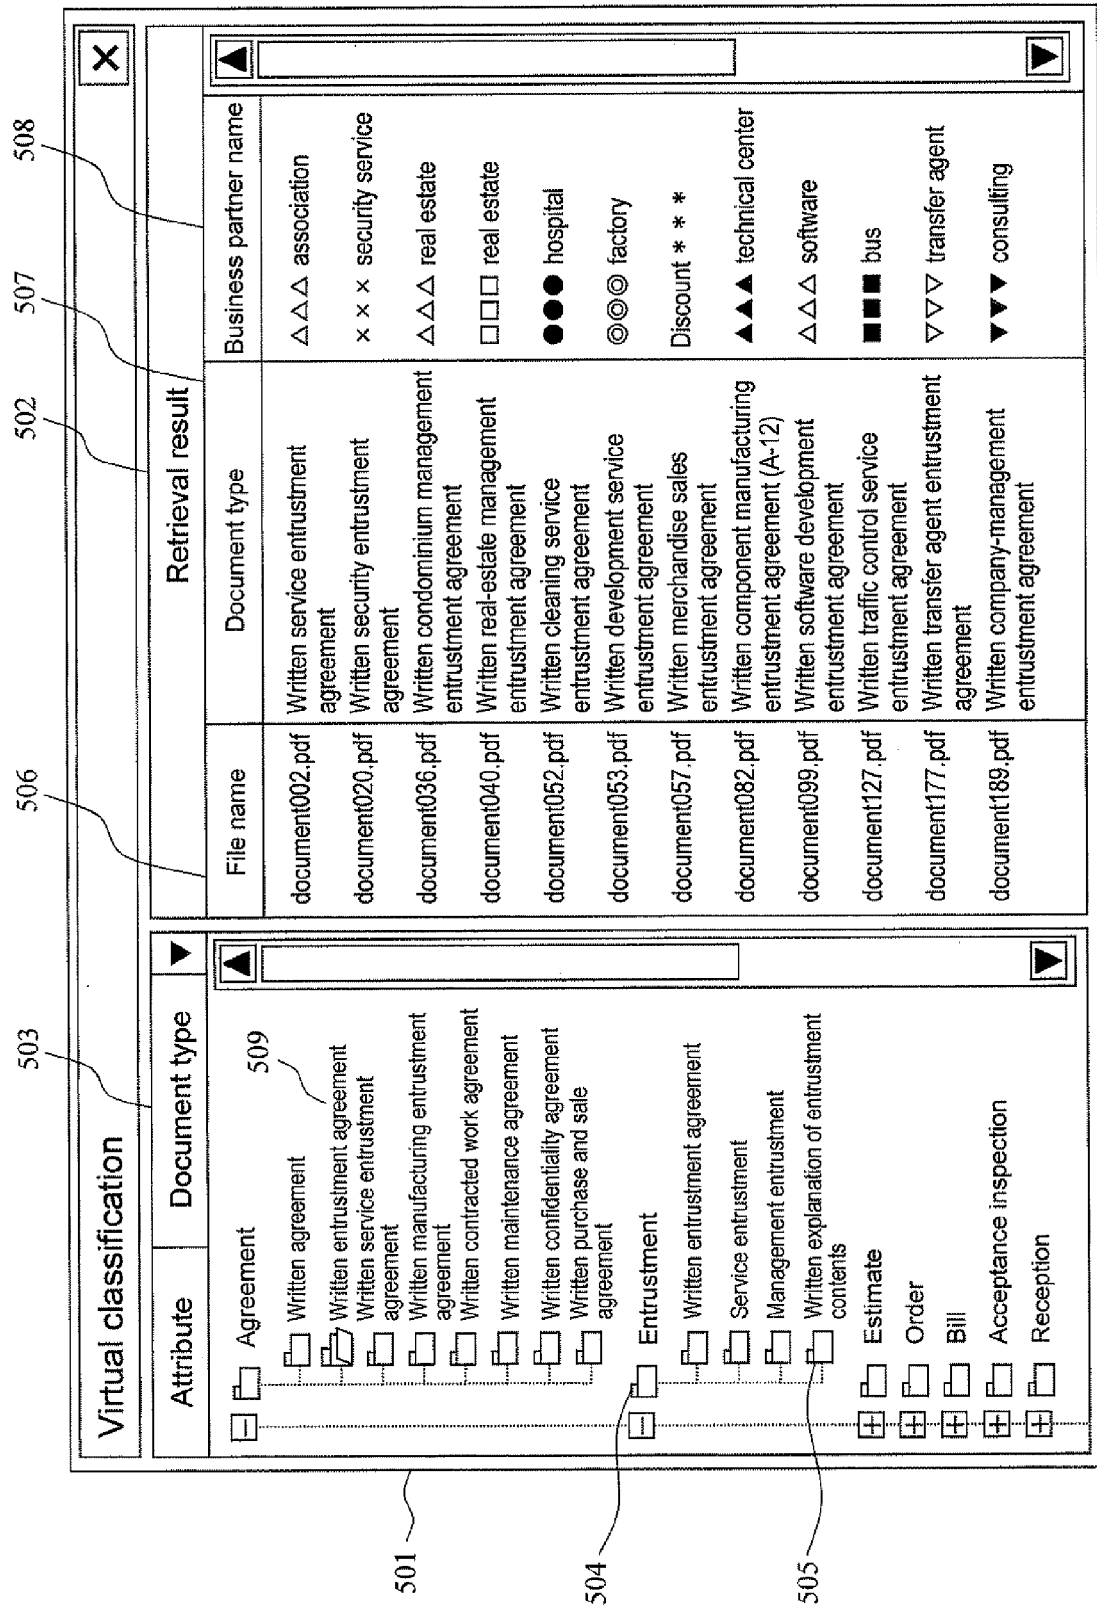 501
Virtual classification
×
503
Attribute
Document type
▼
Agreement
Written agreement
Written entrustment agreement
509
Written service entrustment
agreement
Written manufacturing entrustment
agreement
Written contracted work agreement
Written maintenance agreement
Written confidentiality agreement
Written purchase and sale
agreement
504
Entrustment
Written entrustment agreement
Service entrustment
Management entrustment
505
Written explanation of entrustment
contents
Estimate
Order
Bill
Acceptance inspection
Reception
502
Retrieval result
506
507
508
File name Document type Business partner name
document002.pdf Written service entrustment △△△ association
agreement
document020.pdf Written security entrustment × × × security service
agreement
document036.pdf Written condominium management △△△ real estate
entrustment agreement
document040.pdf Written real-estate management □□□ real estate
entrustment agreement
document052.pdf Written cleaning service ●●● hospital
entrustment agreement
document053.pdf Written development service ◎◎◎ factory
entrustment agreement
document057.pdf Written merchandise sales Discount * * *
entrustment agreement
document082.pdf Written component manufacturing ▲▲▲ technical center
entrustment agreement (A-12)
document099.pdf Written software development △△△ software
entrustment agreement
document127.pdf Written traffic control service ■■■ bus
entrustment agreement
document177.pdf Written transfer agent entrustment ▽▽▽ transfer agent
agreement
document189.pdf Written company-management ▼▼▼ consulting
entrustment agreement